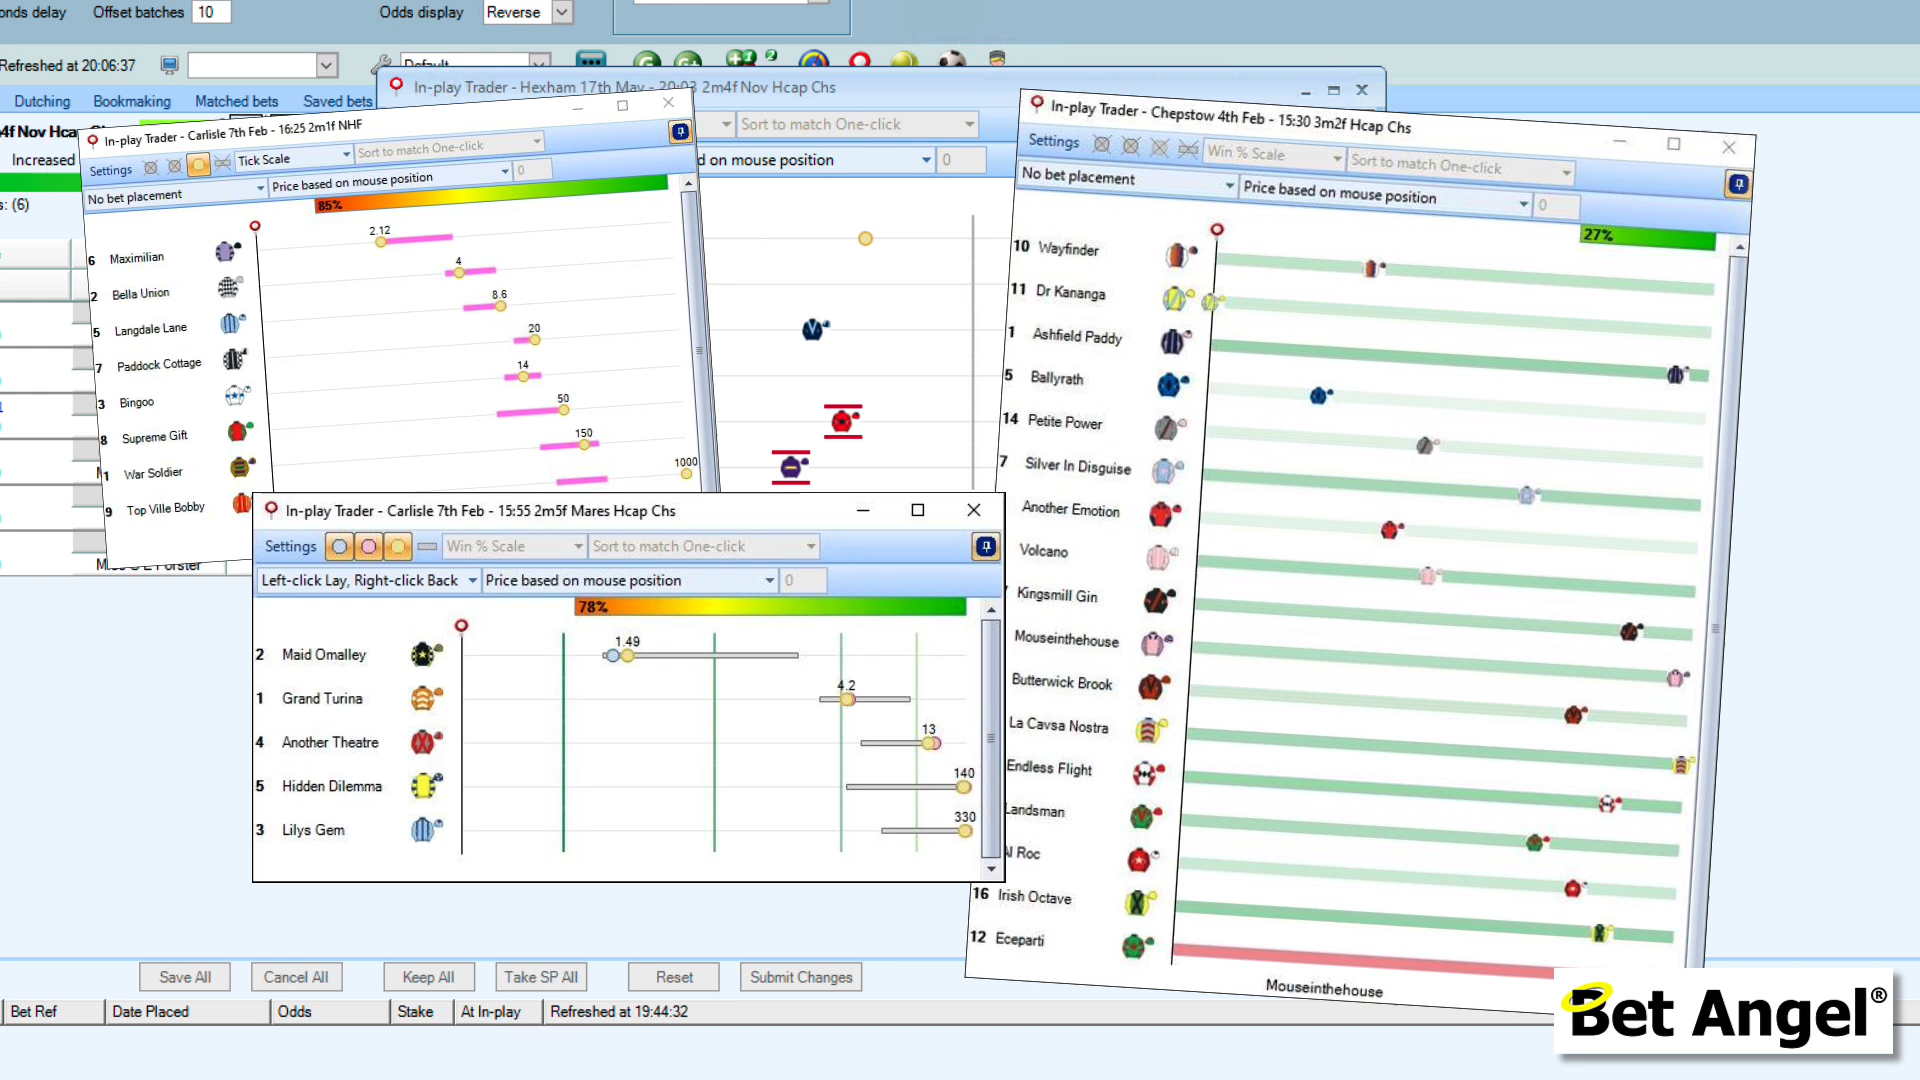 onds delay Offset batches 10 Odds display Reverse
Refreshed at 20:06:37 Default
Dutching Bookmaking Matched bets Saved bets
4f Nov Hca
Increased
s: (6)
In-play Trader - Hexham 17th May - 20:03 2m4f Nov Hcap Chs
Sort to match One-click
d on mouse position 0
In-play Trader - Carlisle 7th Feb - 16:25 2m1f NHF
Settings Tick Scale Sort to match One-click
No bet placement Price based on mouse position 0
85%
6 Maximilian 2.12
2 Bella Union 4
5 Langdale Lane 8.6
7 Paddock Cottage 20
3 Bingoo 14
8 Supreme Gift 50
1 War Soldier 150
9 Top Ville Bobby 1000
In-play Trader - Carlisle 7th Feb - 15:55 2m5f Mares Hcap Chs
Settings Win % Scale Sort to match One-click
Left-click Lay, Right-click Back Price based on mouse position 0
78%
2 Maid Omalley 1.49
1 Grand Turina 4.2
4 Another Theatre 13
5 Hidden Dilemma 140
3 Lilys Gem 330
In-play Trader - Chepstow 4th Feb - 15:30 3m2f Hcap Chs
Settings Win % Scale Sort to match One-click
No bet placement Price based on mouse position 0
27%
10 Wayfinder
11 Dr Kananga
1 Ashfield Paddy
5 Ballyrath
14 Petite Power
7 Silver In Disguise
Another Emotion
Volcano
Kingsmill Gin
Mouseinthehouse
Butterwick Brook
La Cavsa Nostra
Endless Flight
Landsman
Al Roc
16 Irish Octave
12 Eceparti
Mouseinthehouse
Save All Cancel All Keep All Take SP All Reset Submit Changes
Bet Ref Date Placed Odds Stake At In-play Refreshed at 19:44:32
Bet Angel®